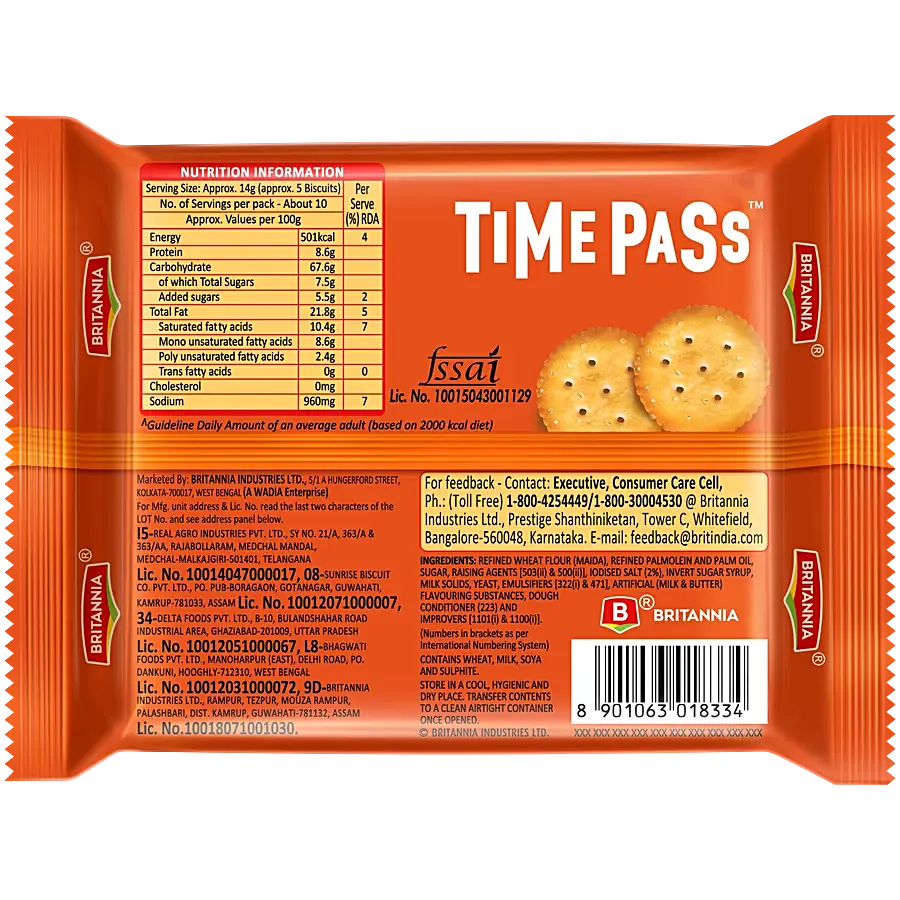 NUTRITION INFORMATION
Serving Size: Approx. 14g (approx. 5 Biscuits) Per
No. of Servings per pack - About 10 Serve
Approx. Values per 100g (%) RDA
Energy 501kcal 4
Protein 8.6g
Carbohydrate 67.6g
of which Total Sugars 7.5g
Added sugars 5.5g 2
Total Fat 21.8g 5
Saturated fatty acids 10.4g 7
Mono unsaturated fatty acids 8.6g
Poly unsaturated fatty acids 2.4g
Trans fatty acids 0g 0
Cholesterol 0mg
Sodium 960mg 7
^Guideline Daily Amount of an average adult (based on 2000 kcal diet)
TIME PASS™
fssai
Lic. No. 10015043001129
BRITANNIA®
BRITANNIA®
BRITANNIA®
BRITANNIA®
Marketed By: BRITANNIA INDUSTRIES LTD., 5/1 A HUNGERFORD STREET,
KOLKATA-700017, WEST BENGAL (A WADIA Enterprise)
For Mfg. unit address & Lic. No. read the last two characters of the
LOT No. and see address panel below.
I5-REAL AGRO INDUSTRIES PVT. LTD., SY NO. 21/A, 363/A &
363/AA, RAJABOLLARAM, MEDCHAL MANDAL,
MEDCHAL-MALKAJGIRI-501401, TELANGANA
Lic. No. 10014047000017, 08-SUNRISE BISCUIT
CO. PVT. LTD., PO. PUB-BORAGAON, GOTANAGAR, GUWAHATI,
KAMRUP-781033, ASSAM Lic. No. 10012071000007,
34-DELTA FOODS PVT. LTD., B-10, BULANDSHAHAR ROAD
INDUSTRIAL AREA, GHAZIABAD-201009, UTTAR PRADESH
Lic. No. 10012051000067, L8-BHAGWATI
FOODS PVT. LTD., MANOHARPUR (EAST), DELHI ROAD, PO.
DANKUNI, HOOGHLY-712310, WEST BENGAL
Lic. No. 10012031000072, 9D-BRITANNIA
INDUSTRIES LTD., RAMPUR, TEZPUR, MOUZA RAMPUR,
PALASHBARI, DIST. KAMRUP, GUWAHATI-781132, ASSAM
Lic. No.10018071001030.
For feedback - Contact: Executive, Consumer Care Cell,
Ph.: (Toll Free) 1-800-4254449/1-800-30004530 @ Britannia
Industries Ltd., Prestige Shanthiniketan, Tower C, Whitefield,
Bangalore-560048, Karnataka. E-mail: feedback@britindia.com
INGREDIENTS: REFINED WHEAT FLOUR (MAIDA), REFINED PALMOLEIN AND PALM OIL,
SUGAR, RAISING AGENTS [503(ii) & 500(ii)], IODISED SALT (2%), INVERT SUGAR SYRUP,
MILK SOLIDS, YEAST, EMULSIFIERS [322(i) & 471], ARTIFICIAL (MILK & BUTTER)
FLAVOURING SUBSTANCES, DOUGH
CONDITIONER (223) AND
IMPROVERS [1101(i) & 1100(i)].
(Numbers in brackets as per
International Numbering System)
CONTAINS WHEAT, MILK, SOYA
AND SULPHITE.
STORE IN A COOL, HYGIENIC AND
DRY PLACE. TRANSFER CONTENTS
TO A CLEAN AIRTIGHT CONTAINER
ONCE OPENED.
© BRITANNIA INDUSTRIES LTD.
B® BRITANNIA
8 901063 018334
XXX XXX XXX XXX XXX XXX XXX XXX XXX XXX